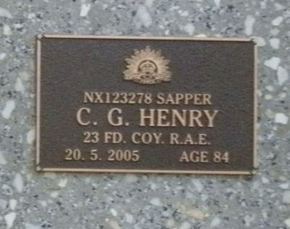 NX123278 SAPPER
C. G. HENRY
23 FD. COY. R.A.E.
20. 5. 2005 AGE 84